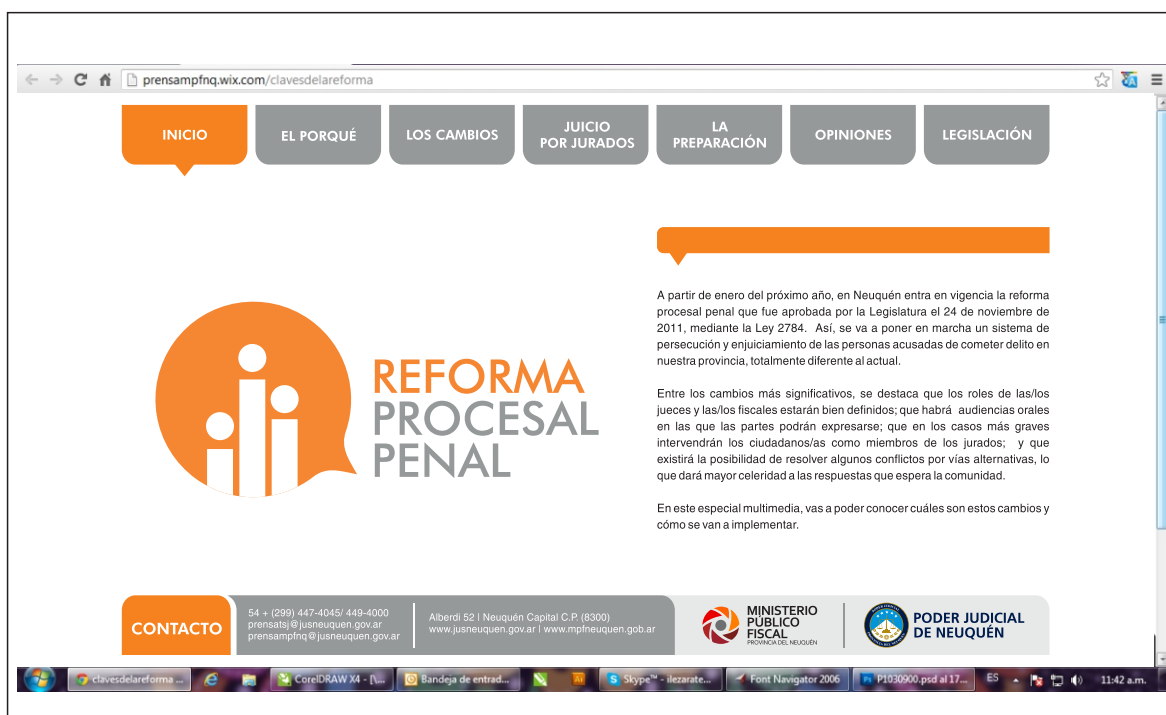 prensampfnq.wix.com/clavesdelareforma
INICIO
EL PORQUÉ
LOS CAMBIOS
JUICIO
POR JURADOS
LA
PREPARACIÓN
OPINIONES
LEGISLACIÓN
A partir de enero del próximo año, en Neuquén entra en vigencia la reforma
procesal penal que fue aprobada por la Legislatura el 24 de noviembre de
2011, mediante la Ley 2784. Así, se va a poner en marcha un sistema de
persecución y enjuiciamiento de las personas acusadas de cometer delito en
nuestra provincia, totalmente diferente al actual.
Entre los cambios más significativos, se destaca que los roles de las/los
jueces y las/los fiscales estarán bien definidos; que habrá audiencias orales
en las que las partes podrán expresarse; que en los casos más graves
intervendrán los ciudadanos/as como miembros de los jurados; y que
existirá la posibilidad de resolver algunos conflictos por vías alternativas, lo
que dará mayor celeridad a las respuestas que espera la comunidad.
En este especial multimedia, vas a poder conocer cuáles son estos cambios y
cómo se van a implementar.
REFORMA
PROCESAL
PENAL
CONTACTO
54 + (299) 447-4045/ 449-4000
prensatsj@jusneuquen.gov.ar
prensampfnq@jusneuquen.gov.ar
Alberdi 52 | Neuquén Capital C.P. (8300)
www.jusneuquen.gov.ar | www.mpfneuquen.gob.ar
MINISTERIO
PÚBLICO
FISCAL
PROVINCIA DEL NEUQUÉN
PODER JUDICIAL
DE NEUQUÉN
clavesdelareforma ...
CorelDRAW X4 - [\...
Bandeja de entrad...
Ai
Skype™ - ilezarate...
Font Navigator 2006
Ps
P1030900.psd al 17...
ES
11:42 a.m.